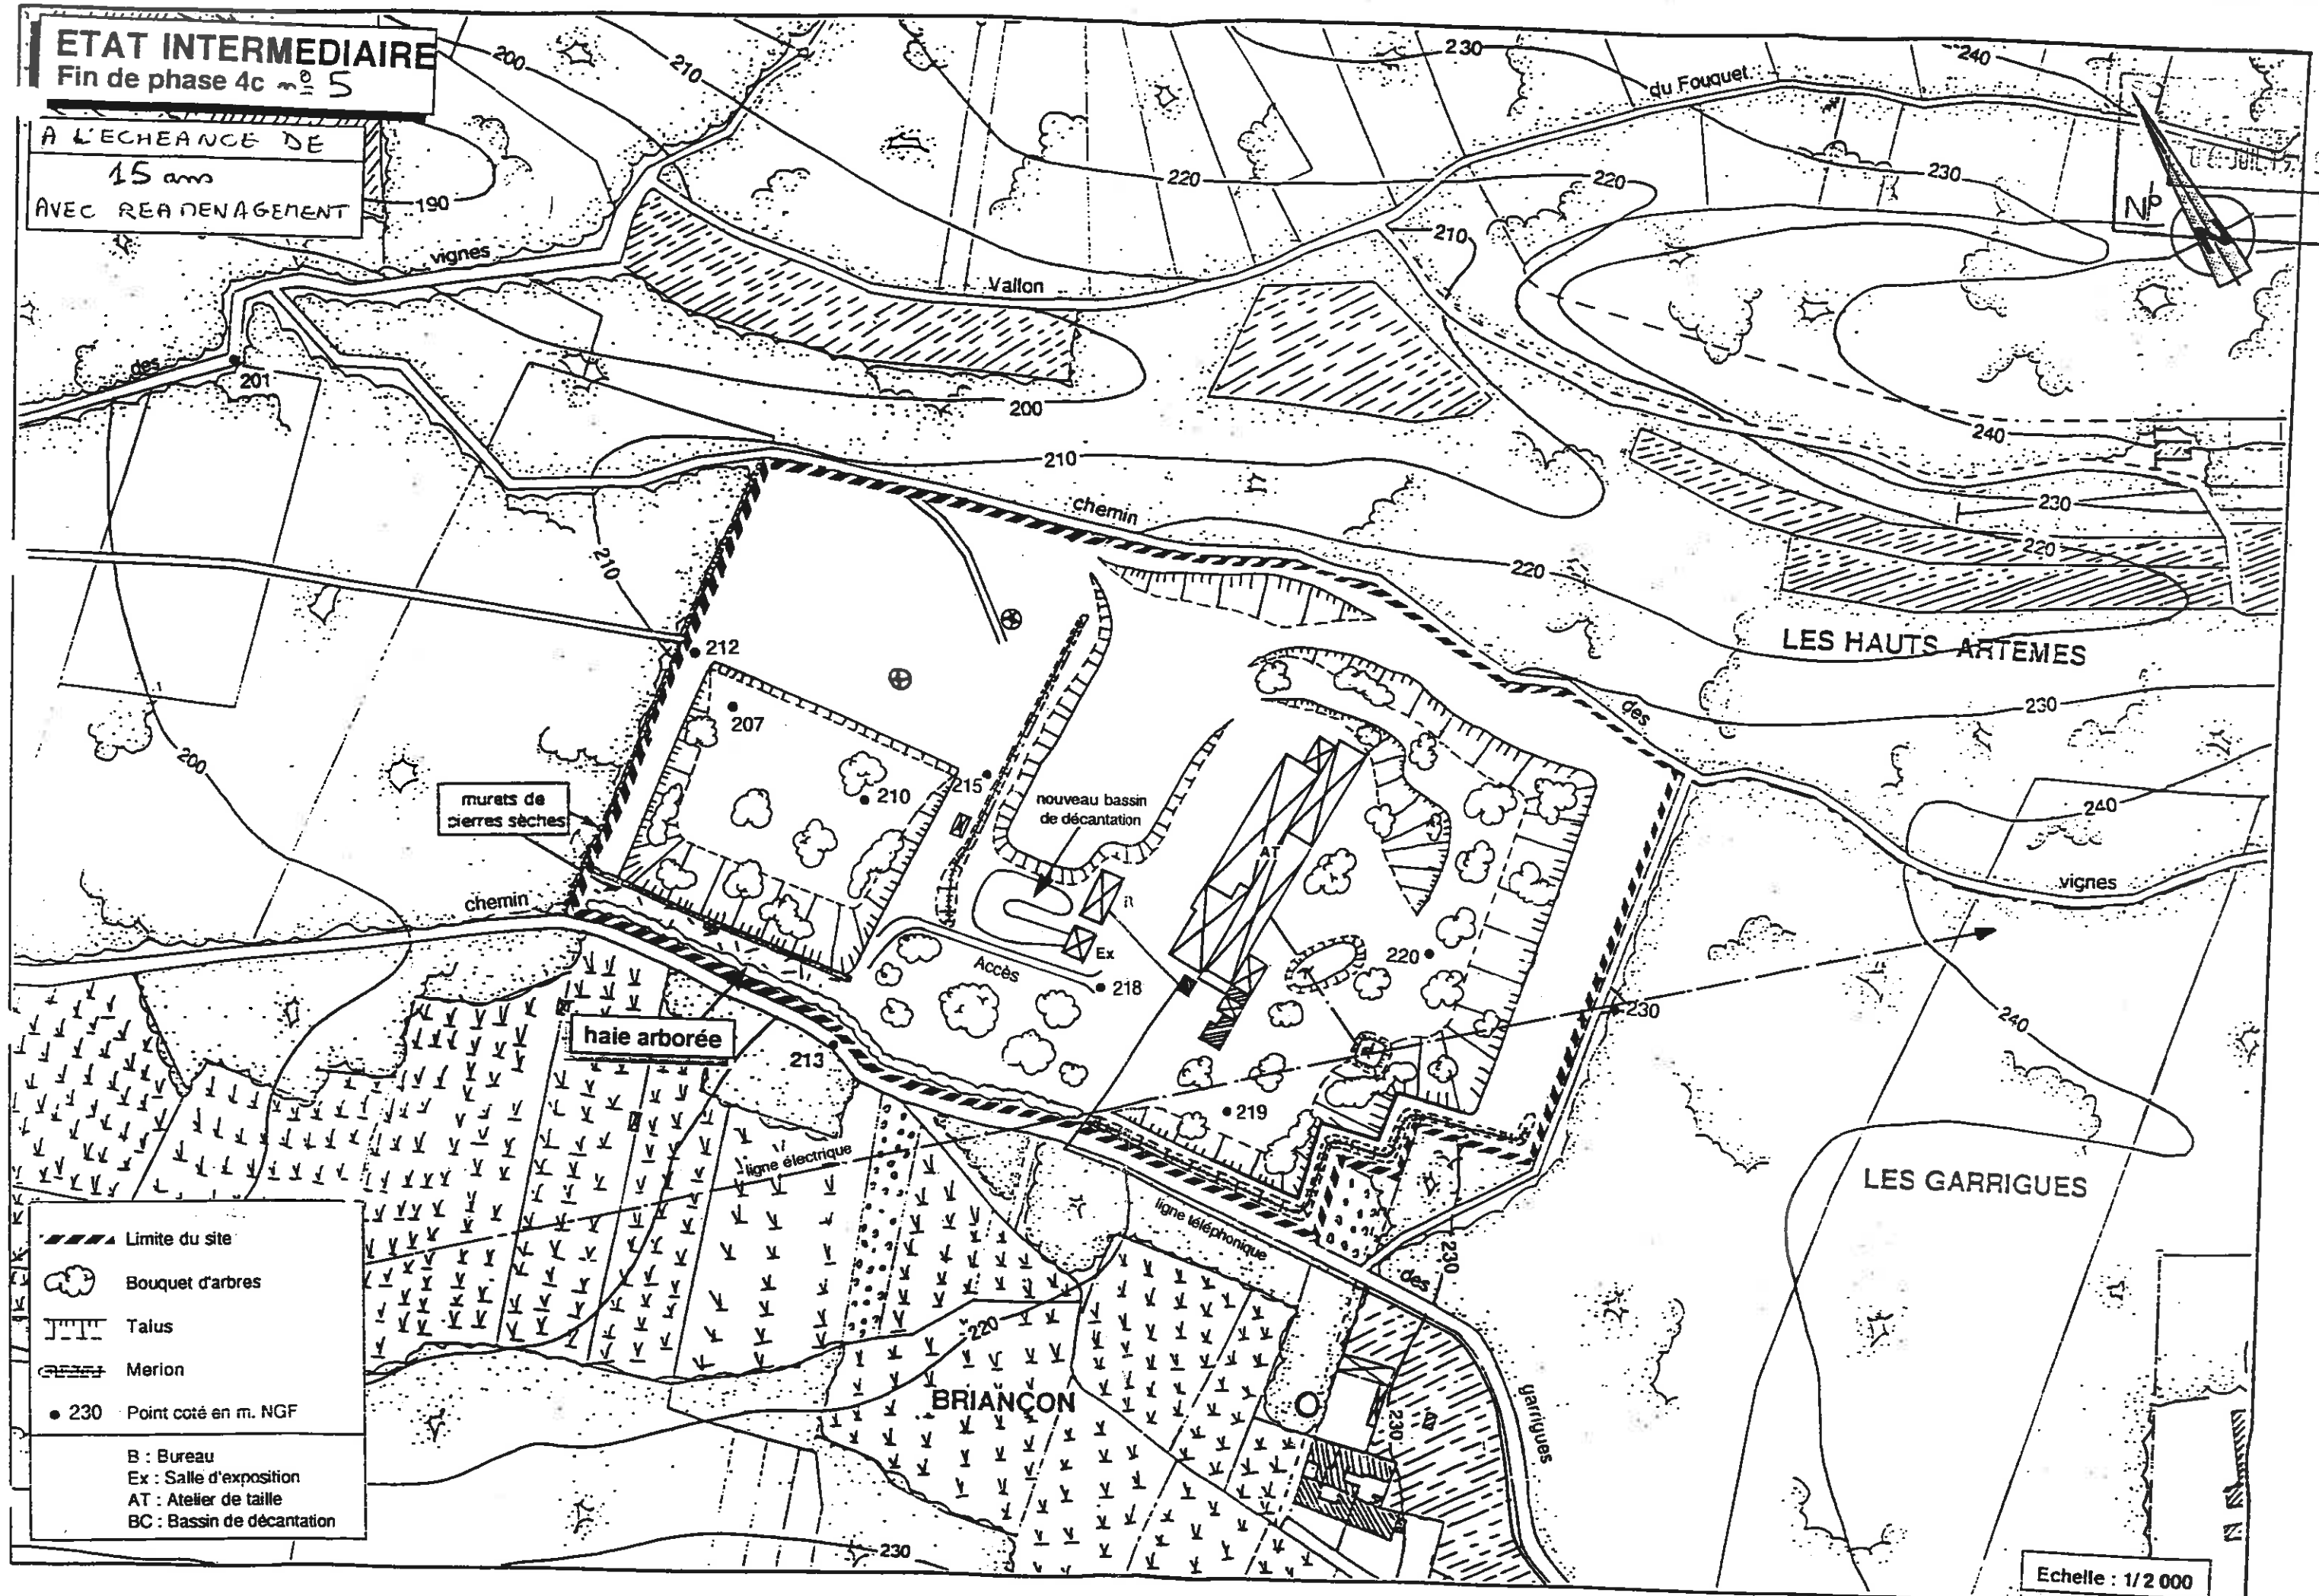 ETAT INTERMEDIAIRE
Fin de phase 4c n° 5
A L'ECHEANCE DE
15 ans
AVEC REAMENAGEMENT
200
210
230
240
du Fouquet
220
220
230
190
210
N
vignes
Vallon
des
201
200
210
240
230
220
chemin
220
210
212
LES HAUTS ARTEMES
207
des
230
200
215
210
murets de
pierres sèches
nouveau bassin
de décantation
240
AT
vignes
chemin
Ex
Accès
220
218
230
240
haie arborée
213
219
ligne électrique
LES GARRIGUES
ligne téléphonique
230
des
220
BRIANÇON
230
garrigues
230
Limite du site
Bouquet d'arbres
Talus
Merlon
230 Point coté en m. NGF
B : Bureau
Ex : Salle d'exposition
AT : Atelier de taille
BC : Bassin de décantation
Echelle : 1/2 000